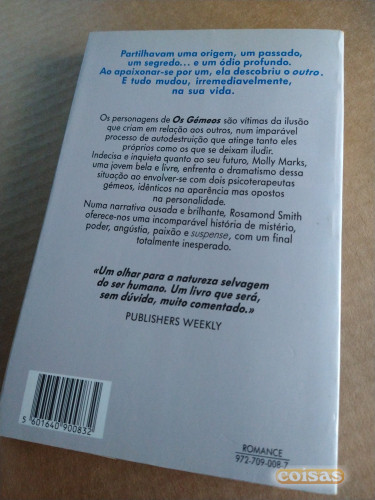 Partilhavam uma origem, um passado,
um segredo... e um ódio profundo.
Ao apaixonar-se por um, ela descobriu o outro.
E tudo mudou, irremediavelmente,
na sua vida.
Os personagens de Os Gémeos são vítimas da ilusão
que criam em relação aos outros, num imparável
processo de autodestruição que atinge tanto eles
próprios como os que se deixam iludir.
Indecisa e inquieta quanto ao seu futuro, Molly Marks,
uma jovem bela e livre, enfrenta o dramatismo dessa
situação ao envolver-se com dois psicoterapeutas
gémeos, idênticos na aparência mas opostos
na personalidade.
Numa narrativa ousada e brilhante, Rosamond Smith
oferece-nos uma incomparável história de mistério,
poder, angústia, paixão e suspense, com um final
totalmente inesperado.
«Um olhar para a natureza selvagem
do ser humano. Um livro que será,
sem dúvida, muito comentado.»
PUBLISHERS WEEKLY
5 601640 900832
ROMANCE
972-709-008-7
coisas